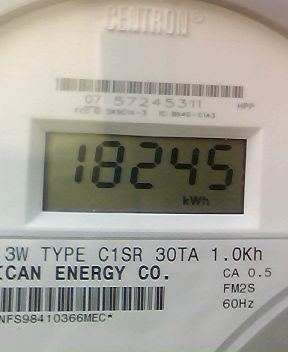 CENTRON®
07 57245311 HPP
18245
kWh
3W TYPE C1SR 30TA 1.0Kh
ICAN ENERGY CO. CA 0.5
FM2S
60Hz
NFS98410366MEC*